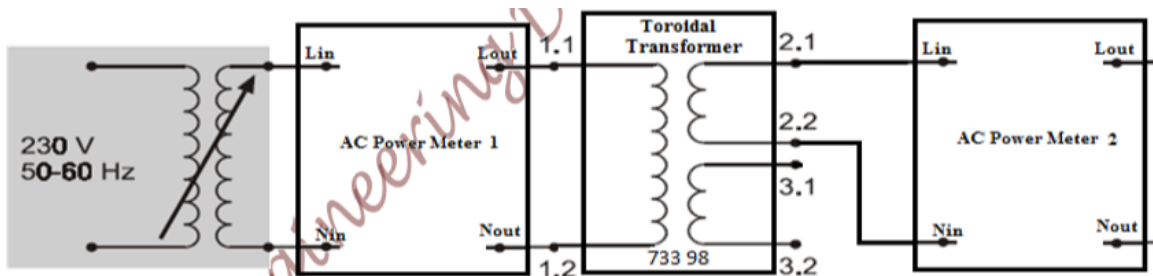 230 V
50-60 Hz
Lin
Nin
AC Power Meter 1
Lout
Nout
1.1
1.2
Toroidal
Transformer
733 98
2.1
2.2
3.1
3.2
Lin
Nin
AC Power Meter 2
Lout
Nout